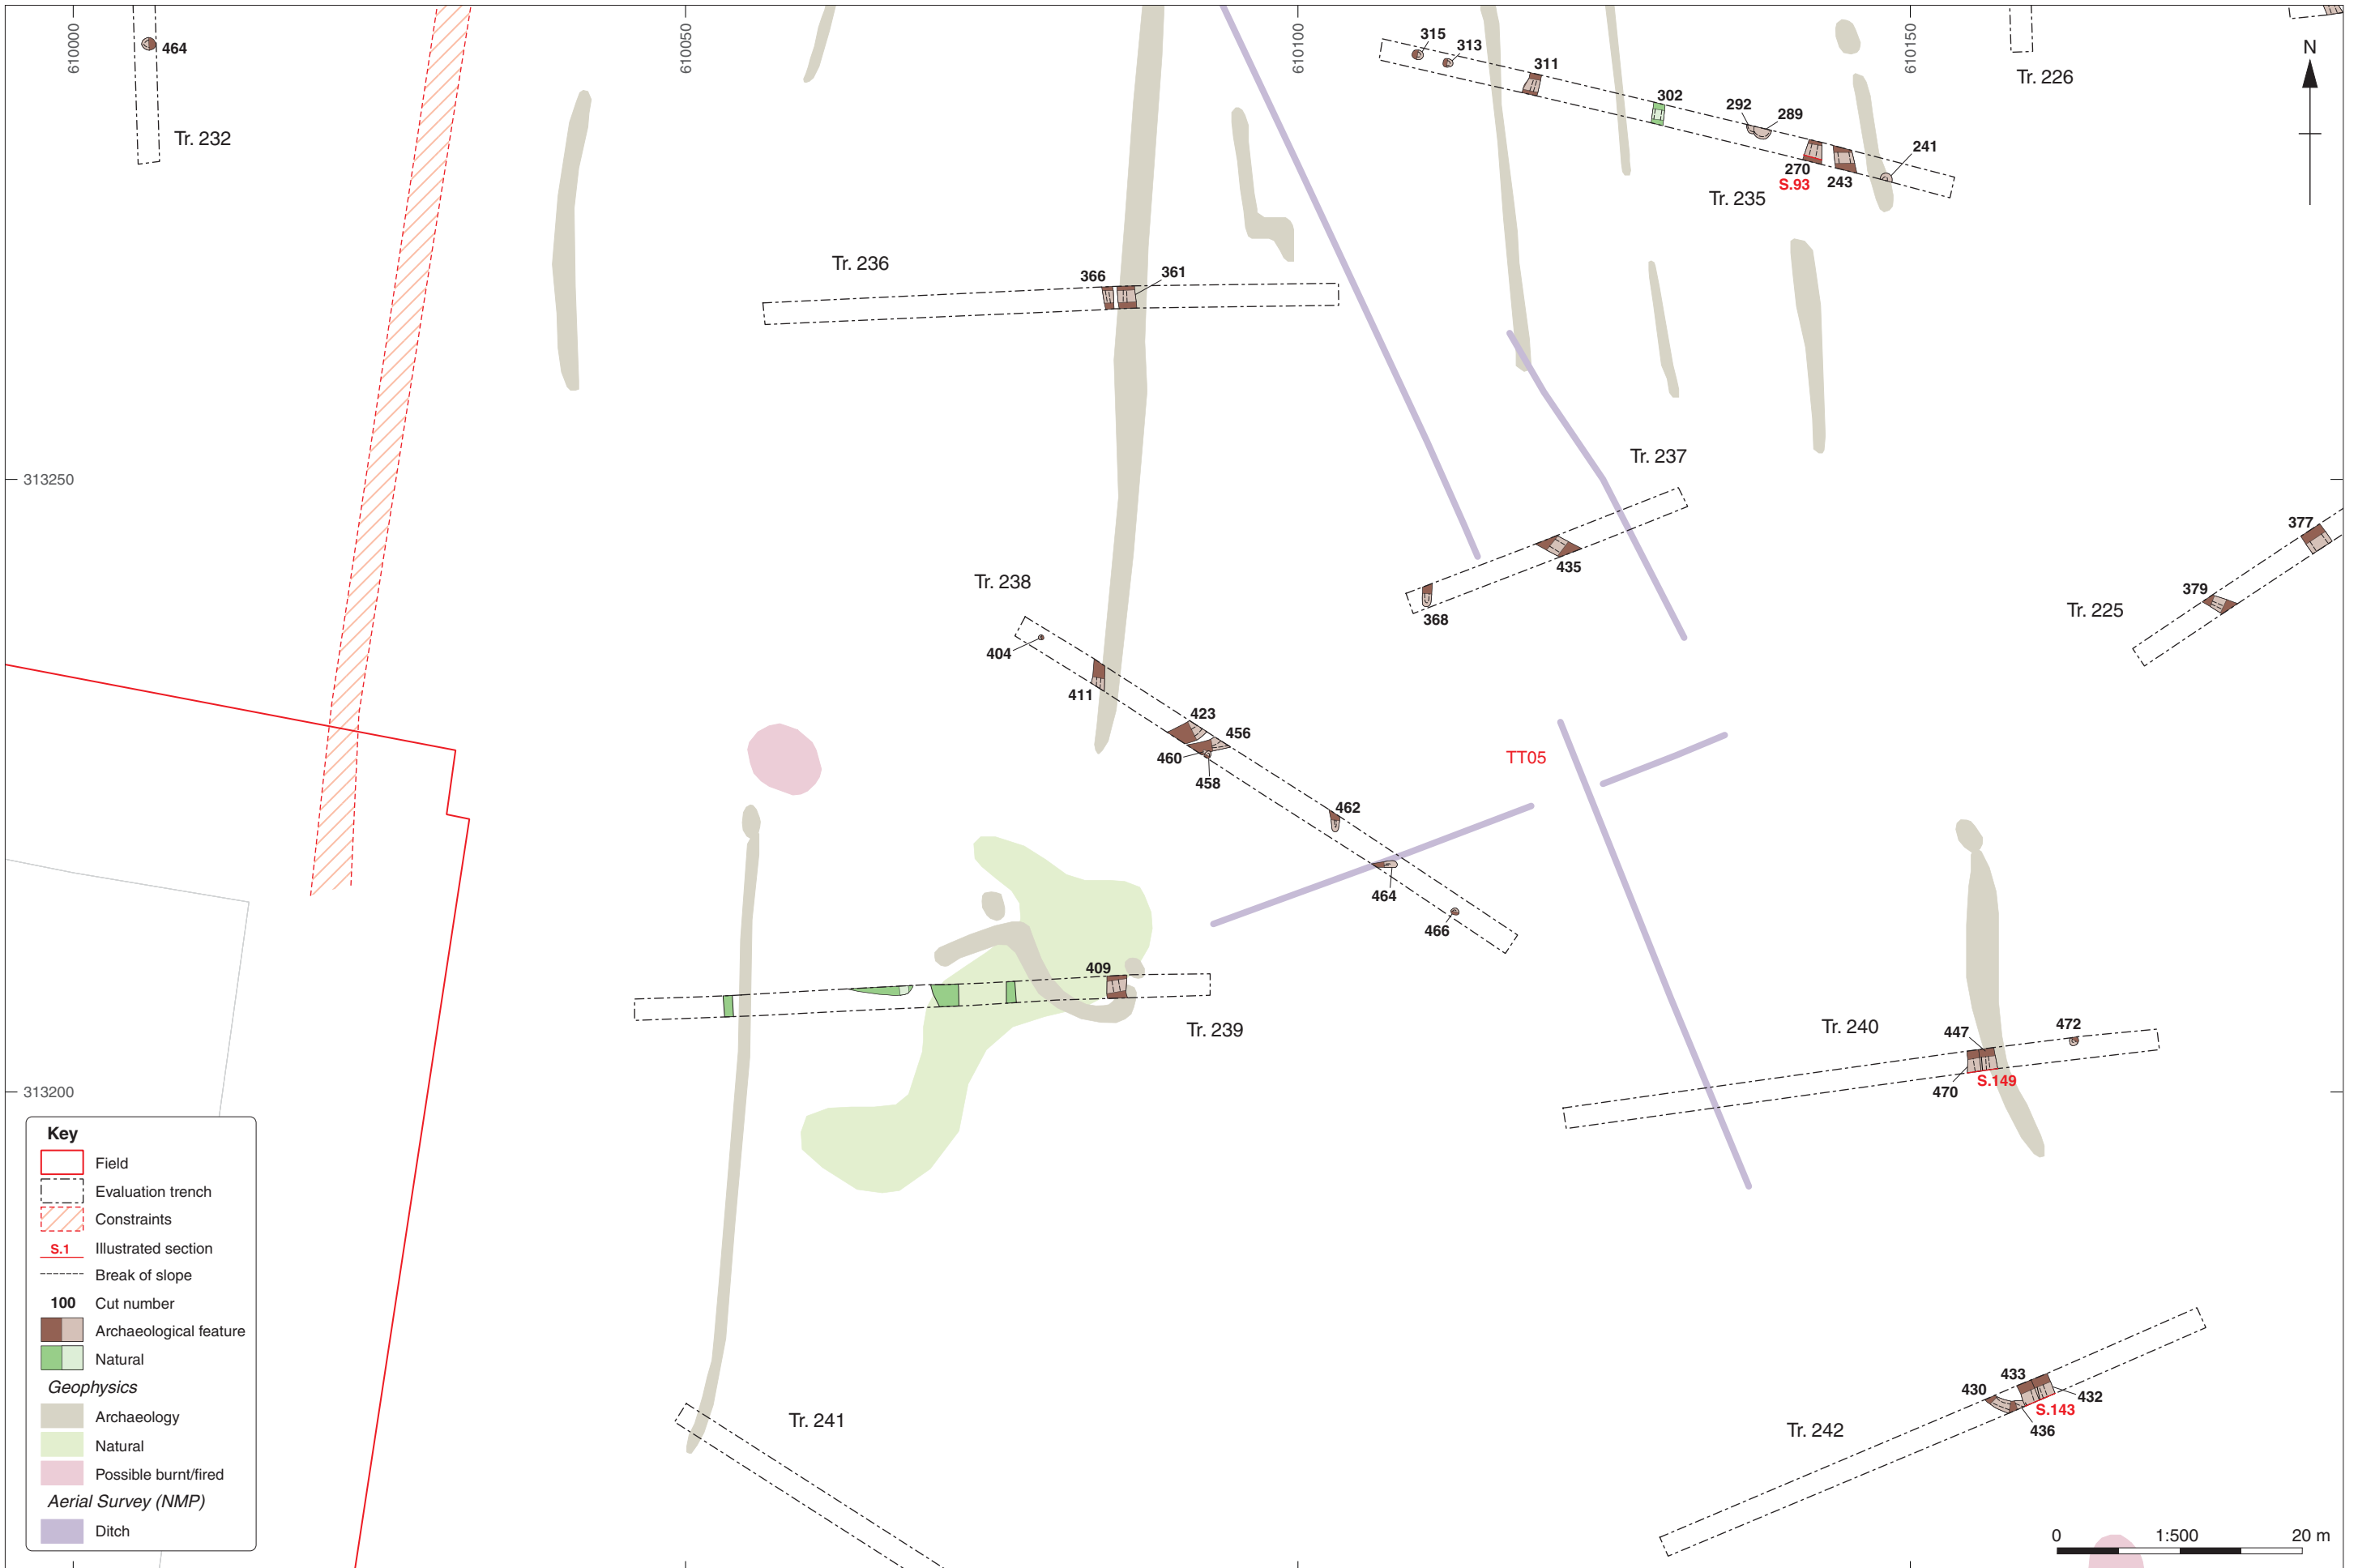 610000
610050
610100
610150
N
464
Tr. 232
315
313
311
302
292
289
241
270
S.93
243
Tr. 235
Tr. 226
Tr. 236
366
361
313250
Tr. 237
435
368
377
379
Tr. 225
Tr. 238
404
411
423
456
460
458
462
464
466
TT05
409
Tr. 239
Tr. 240
447
472
S.149
470
313200
Tr. 241
Tr. 242
430
433
432
S.143
436
Key
Field
Evaluation trench
Constraints
S.1 Illustrated section
Break of slope
100 Cut number
Archaeological feature
Natural
Geophysics
Archaeology
Natural
Possible burnt/fired
Aerial Survey (NMP)
Ditch
0 1:500 20 m